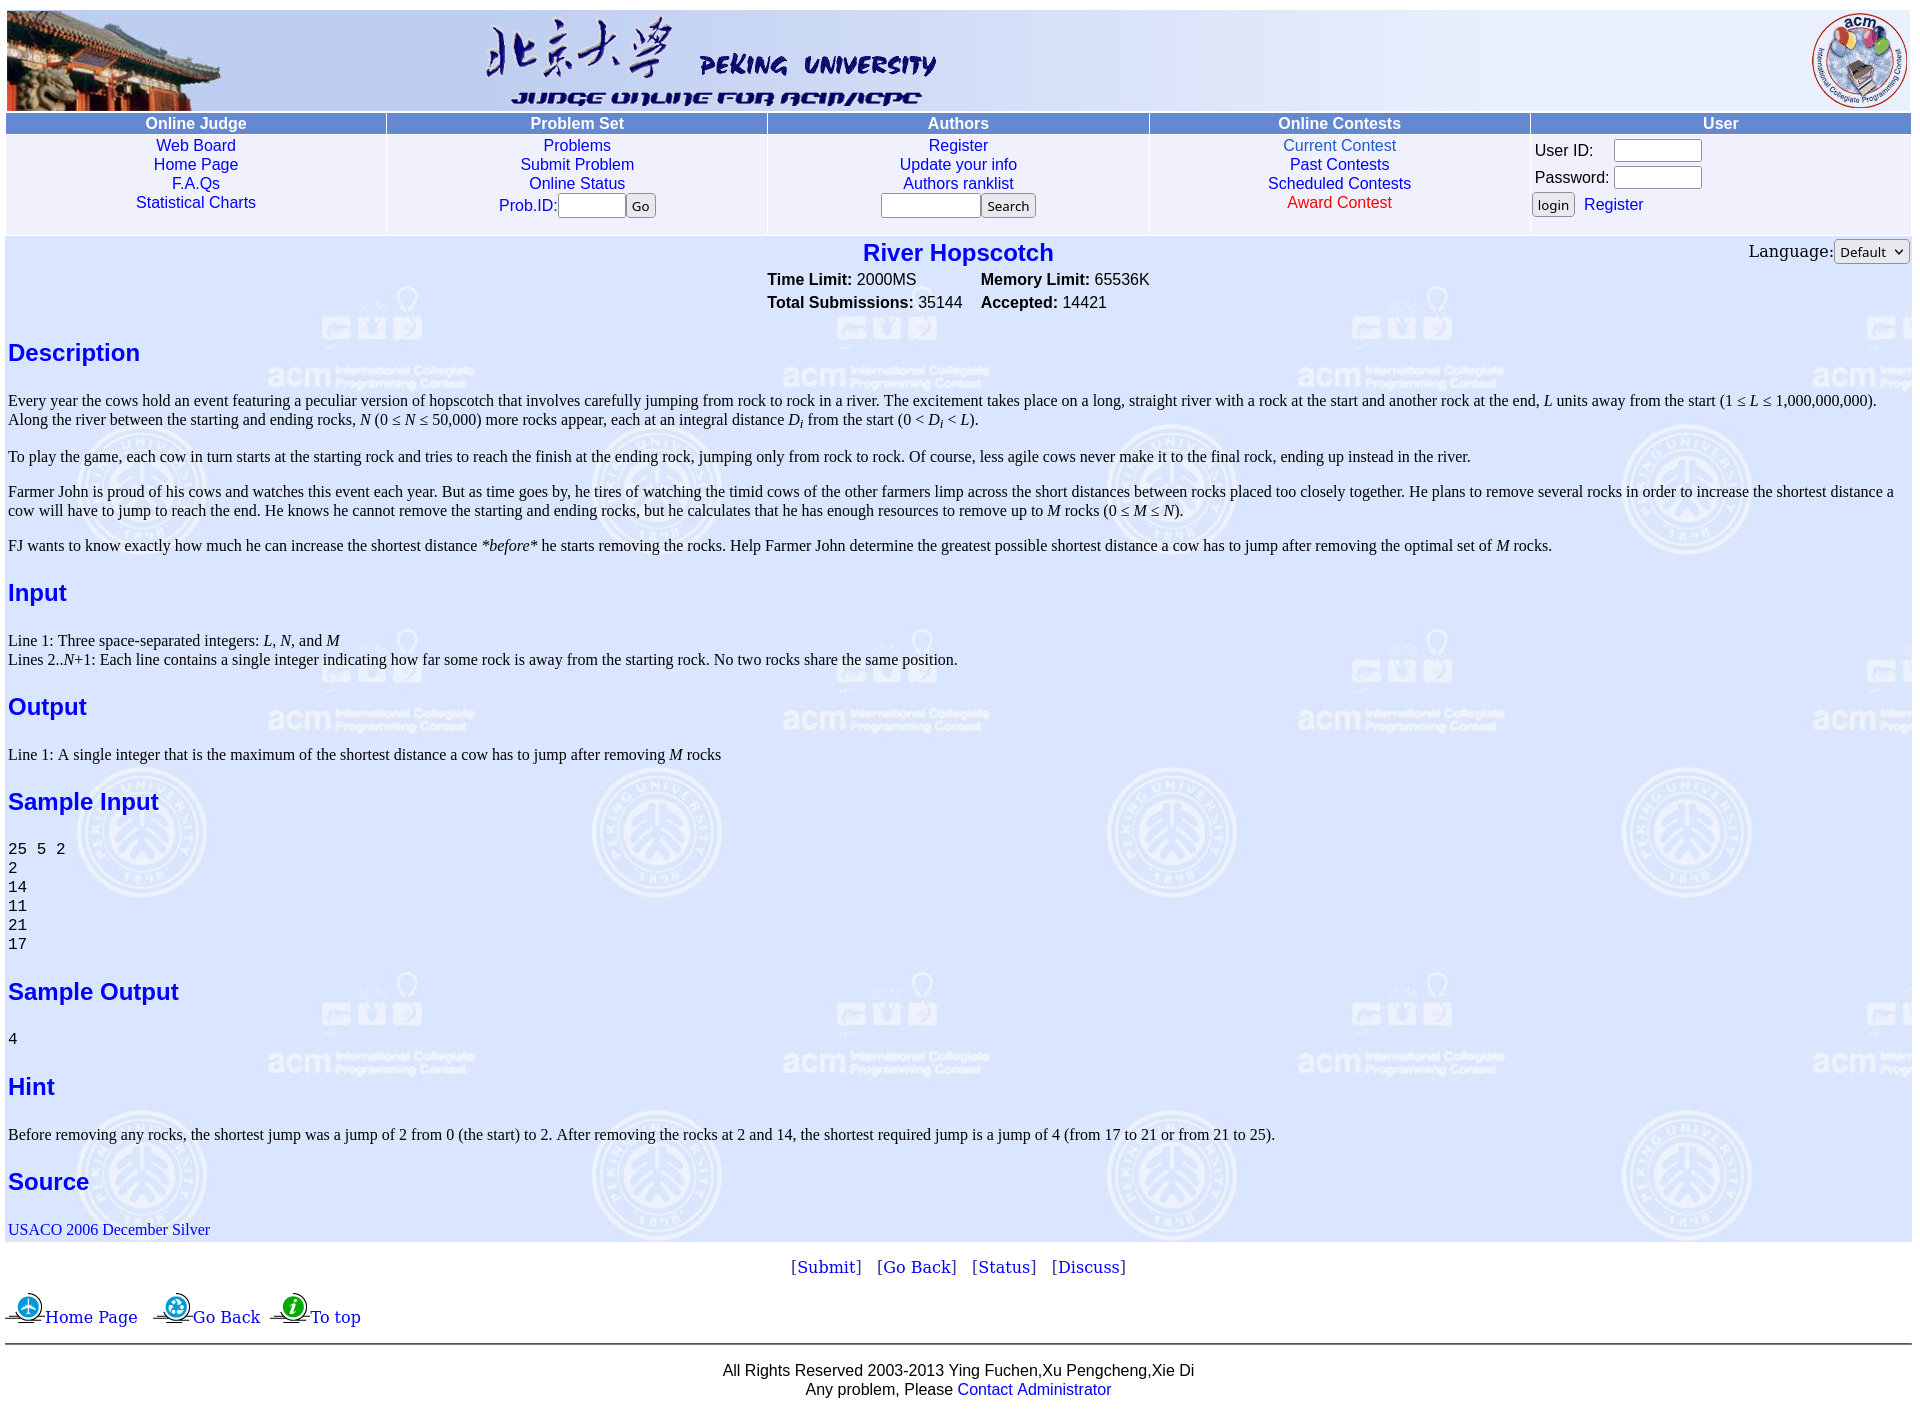 北京大学 PEKING UNIVERSITY
JUDGE ONLINE FOR ACM/ICPC
acm International Collegiate Programming Contest
Online Judge Problem Set Authors Online Contests User
Web Board Problems Register Current Contest User ID:
Home Page Submit Problem Update your info Past Contests Password:
F.A.Qs Online Status Authors ranklist Scheduled Contests login Register
Statistical Charts Prob.ID: Go Search Award Contest
River Hopscotch
Language: Default
Time Limit: 2000MS Memory Limit: 65536K
Total Submissions: 35144 Accepted: 14421
Description
Every year the cows hold an event featuring a peculiar version of hopscotch that involves carefully jumping from rock to rock in a river. The excitement takes place on a long, straight river with a rock at the start and another rock at the end, L units away from the start (1 ≤ L ≤ 1,000,000,000).
Along the river between the starting and ending rocks, N (0 ≤ N ≤ 50,000) more rocks appear, each at an integral distance Di from the start (0 < Di < L).
To play the game, each cow in turn starts at the starting rock and tries to reach the finish at the ending rock, jumping only from rock to rock. Of course, less agile cows never make it to the final rock, ending up instead in the river.
Farmer John is proud of his cows and watches this event each year. But as time goes by, he tires of watching the timid cows of the other farmers limp across the short distances between rocks placed too closely together. He plans to remove several rocks in order to increase the shortest distance a
cow will have to jump to reach the end. He knows he cannot remove the starting and ending rocks, but he calculates that he has enough resources to remove up to M rocks (0 ≤ M ≤ N).
FJ wants to know exactly how much he can increase the shortest distance *before* he starts removing the rocks. Help Farmer John determine the greatest possible shortest distance a cow has to jump after removing the optimal set of M rocks.
Input
Line 1: Three space-separated integers: L, N, and M
Lines 2..N+1: Each line contains a single integer indicating how far some rock is away from the starting rock. No two rocks share the same position.
Output
Line 1: A single integer that is the maximum of the shortest distance a cow has to jump after removing M rocks
Sample Input
25 5 2
2
14
11
21
17
Sample Output
4
Hint
Before removing any rocks, the shortest jump was a jump of 2 from 0 (the start) to 2. After removing the rocks at 2 and 14, the shortest required jump is a jump of 4 (from 17 to 21 or from 21 to 25).
Source
USACO 2006 December Silver
[Submit] [Go Back] [Status] [Discuss]
Home Page Go Back To top
All Rights Reserved 2003-2013 Ying Fuchen,Xu Pengcheng,Xie Di
Any problem, Please Contact Administrator